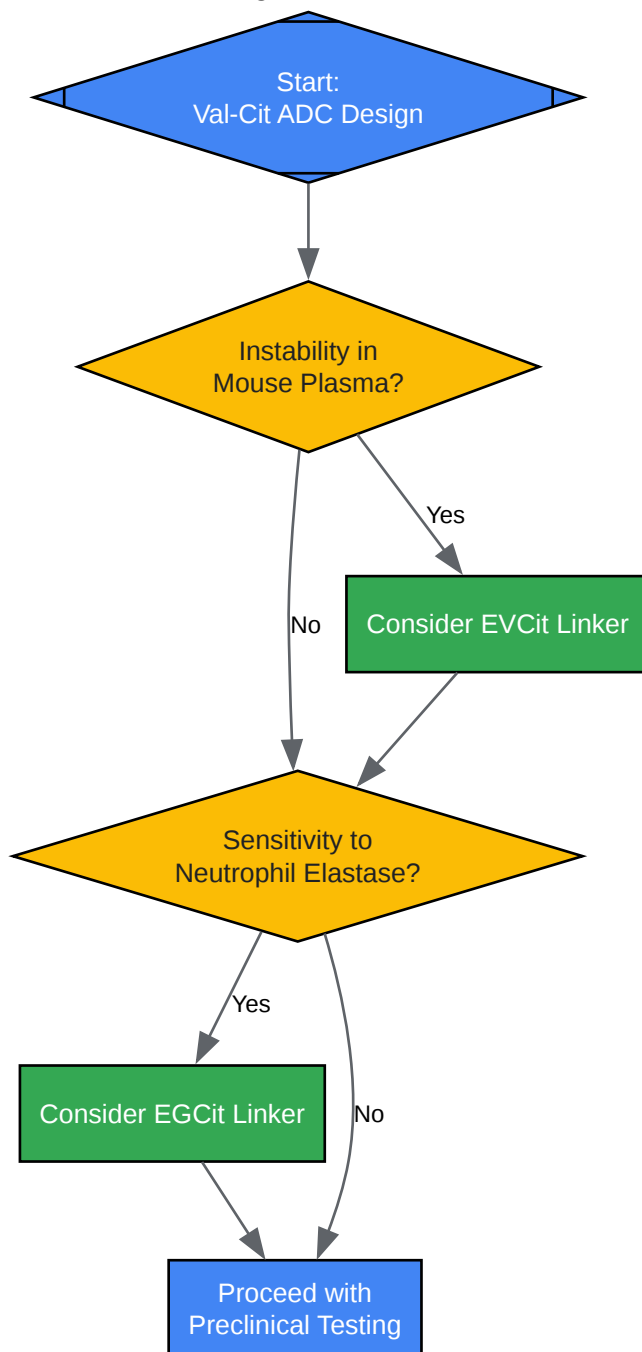 Start:
Val-Cit ADC Design
Instability in
Mouse Plasma?
Yes
No
Consider EVCit Linker
Sensitivity to
Neutrophil Elastase?
Yes
Consider EGCit Linker
No
Proceed with
Preclinical Testing